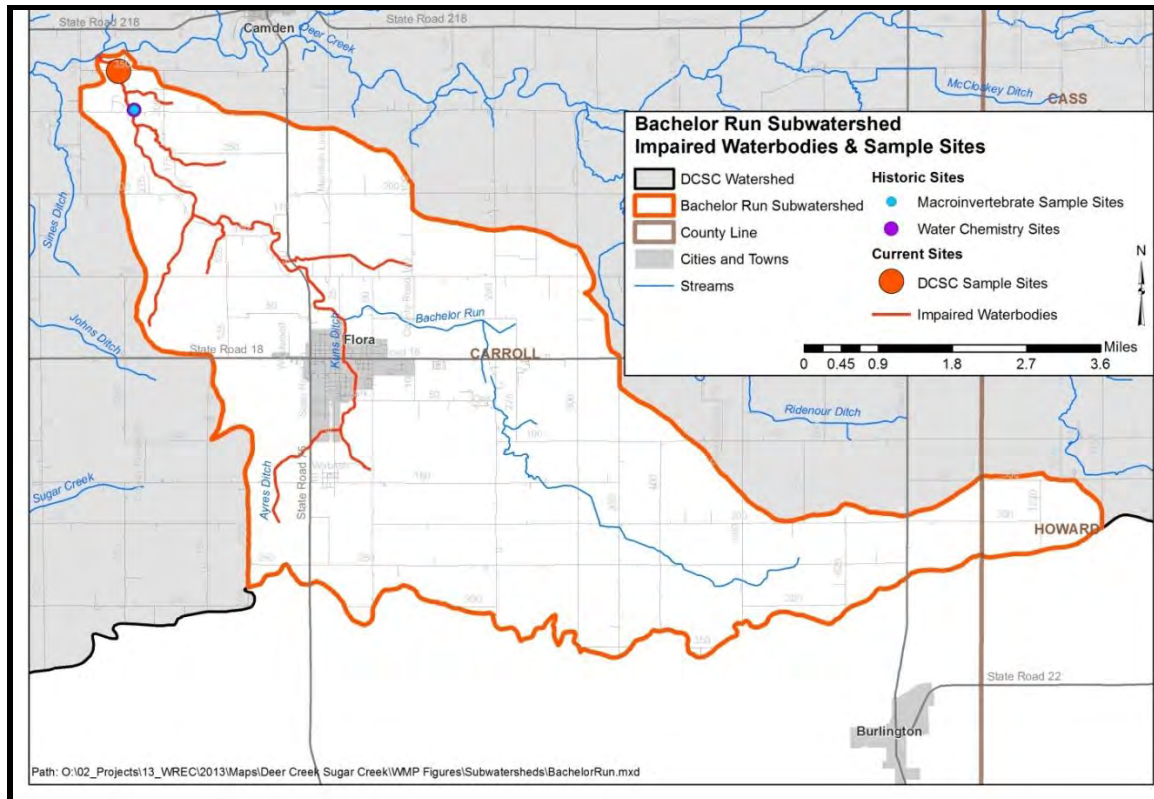 State Road 218
State Road 218
Camden
Deer Creek
McCloskey Ditch
CASS
Bachelor Run Subwatershed
Impaired Waterbodies & Sample Sites
DCSC Watershed
Bachelor Run Subwatershed
County Line
Cities and Towns
Streams
Historic Sites
Macroinvertebrate Sample Sites
Water Chemistry Sites
Current Sites
DCSC Sample Sites
Impaired Waterbodies
N
Miles
0 0.45 0.9 1.8 2.7 3.6
Sines Ditch
Johns Ditch
State Road 18
Kuns Ditch
Flora
Bachelor Run
CARROLL
Ridenour Ditch
Sugar Creek
Ayres Ditch
State Road
HOWARD
State Road 22
Burlington
Path: O:\02_Projects\13_WREC\2013\Maps\Deer Creek Sugar Creek\WMP Figures\Subwatersheds\BachelorRun.mxd